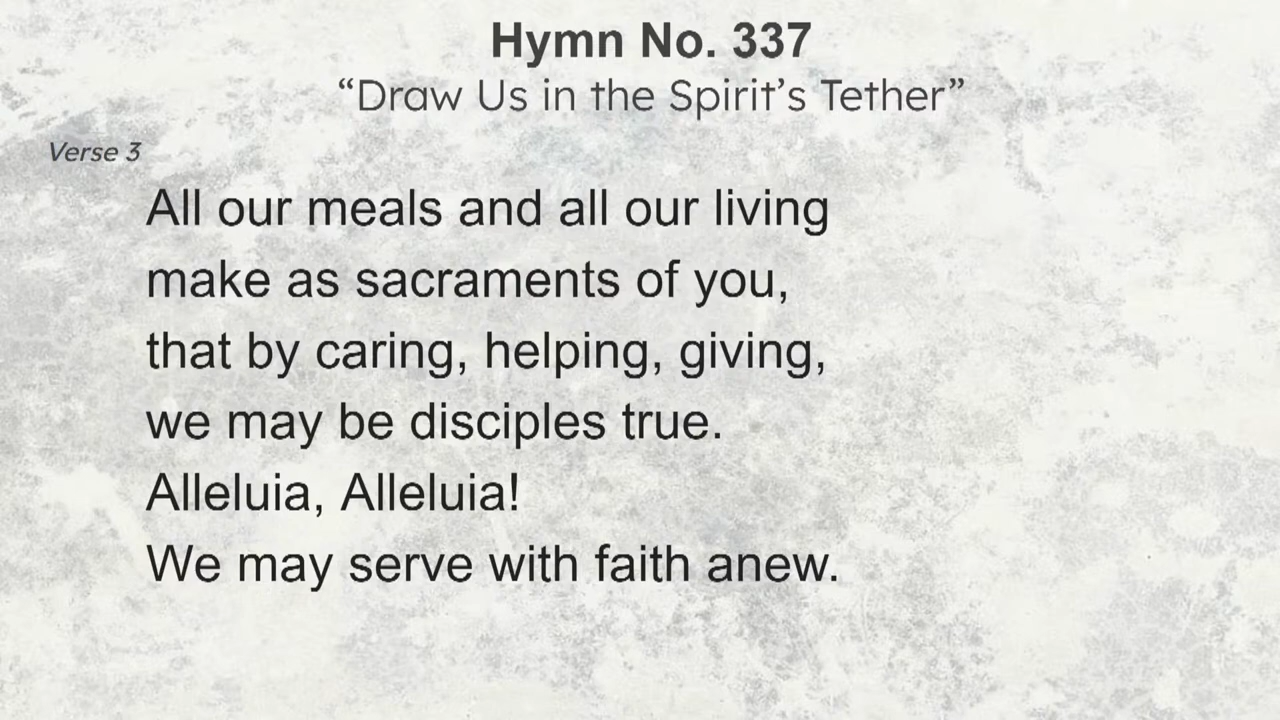 Hymn No. 337
“Draw Us in the Spirit’s Tether”
Verse 3
All our meals and all our living
make as sacraments of you,
that by caring, helping, giving,
we may be disciples true.
Alleluia, Alleluia!
We may serve with faith anew.